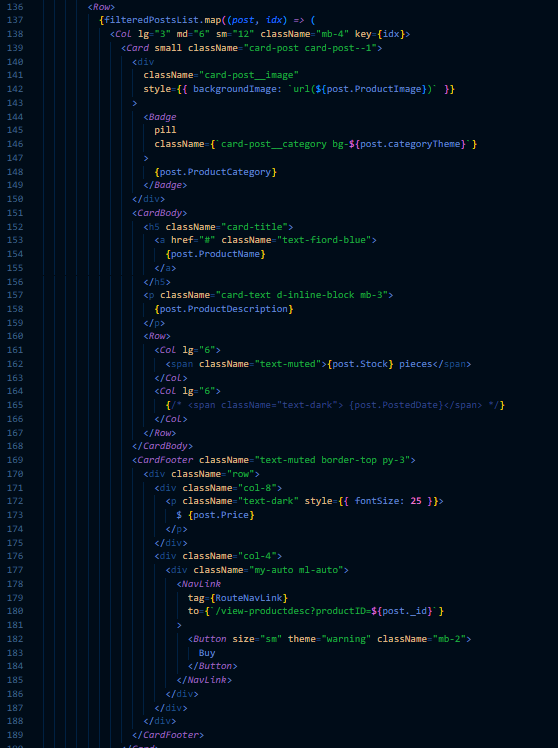 136 <Row>
137 {filteredPostsList.map((post, idx) => (
138 <Col lg="3" md="6" sm="12" className="mb-4" key={idx}>
139 <Card small className="card-post card-post--1">
140 <div
141 className="card-post__image"
142 style={{ backgroundImage: `url(${post.ProductImage})` }}
143 >
144 <Badge
145 pill
146 className={`card-post__category bg-${post.categoryTheme}`}
147 >
148 {post.ProductCategory}
149 </Badge>
150 </div>
151 <CardBody>
152 <h5 className="card-title">
153 <a href="#" className="text-fiord-blue">
154 {post.ProductName}
155 </a>
156 </h5>
157 <p className="card-text d-inline-block mb-3">
158 {post.ProductDescription}
159 </p>
160 <Row>
161 <Col lg="6">
162 <span className="text-muted">{post.Stock} pieces</span>
163 </Col>
164 <Col lg="6">
165 {/* <span className="text-dark"> {post.PostedDate}</span> */}
166 </Col>
167 </Row>
168 </CardBody>
169 <CardFooter className="text-muted border-top py-3">
170 <div className="row">
171 <div className="col-8">
172 <p className="text-dark" style={{ fontSize: 25 }}>
173 $ {post.Price}
174 </p>
175 </div>
176 <div className="col-4">
177 <div className="my-auto ml-auto">
178 <NavLink
179 tag={RouteNavLink}
180 to={`/view-productdesc?productID=${post._id}`}
181 >
182 <Button size="sm" theme="warning" className="mb-2">
183 Buy
184 </Button>
185 </NavLink>
186 </div>
187 </div>
188 </div>
189 </CardFooter>